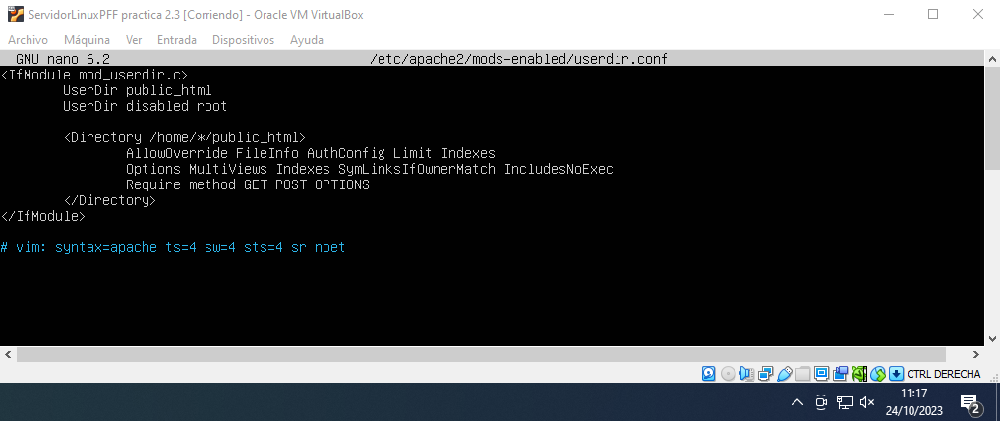 ServidorLinuxPFF practica 2.3 [Corriendo] - Oracle VM VirtualBox
Archivo Máquina Ver Entrada Dispositivos Ayuda
GNU nano 6.2 /etc/apache2/mods-enabled/userdir.conf
<IfModule mod_userdir.c>
UserDir public_html
UserDir disabled root
<Directory /home/*/public_html>
AllowOverride FileInfo AuthConfig Limit Indexes
Options MultiViews Indexes SymLinksIfOwnerMatch IncludesNoExec
Require method GET POST OPTIONS
</Directory>
</IfModule>
# vim: syntax=apache ts=4 sw=4 sts=4 sr noet
CTRL DERECHA
11:17
24/10/2023
2